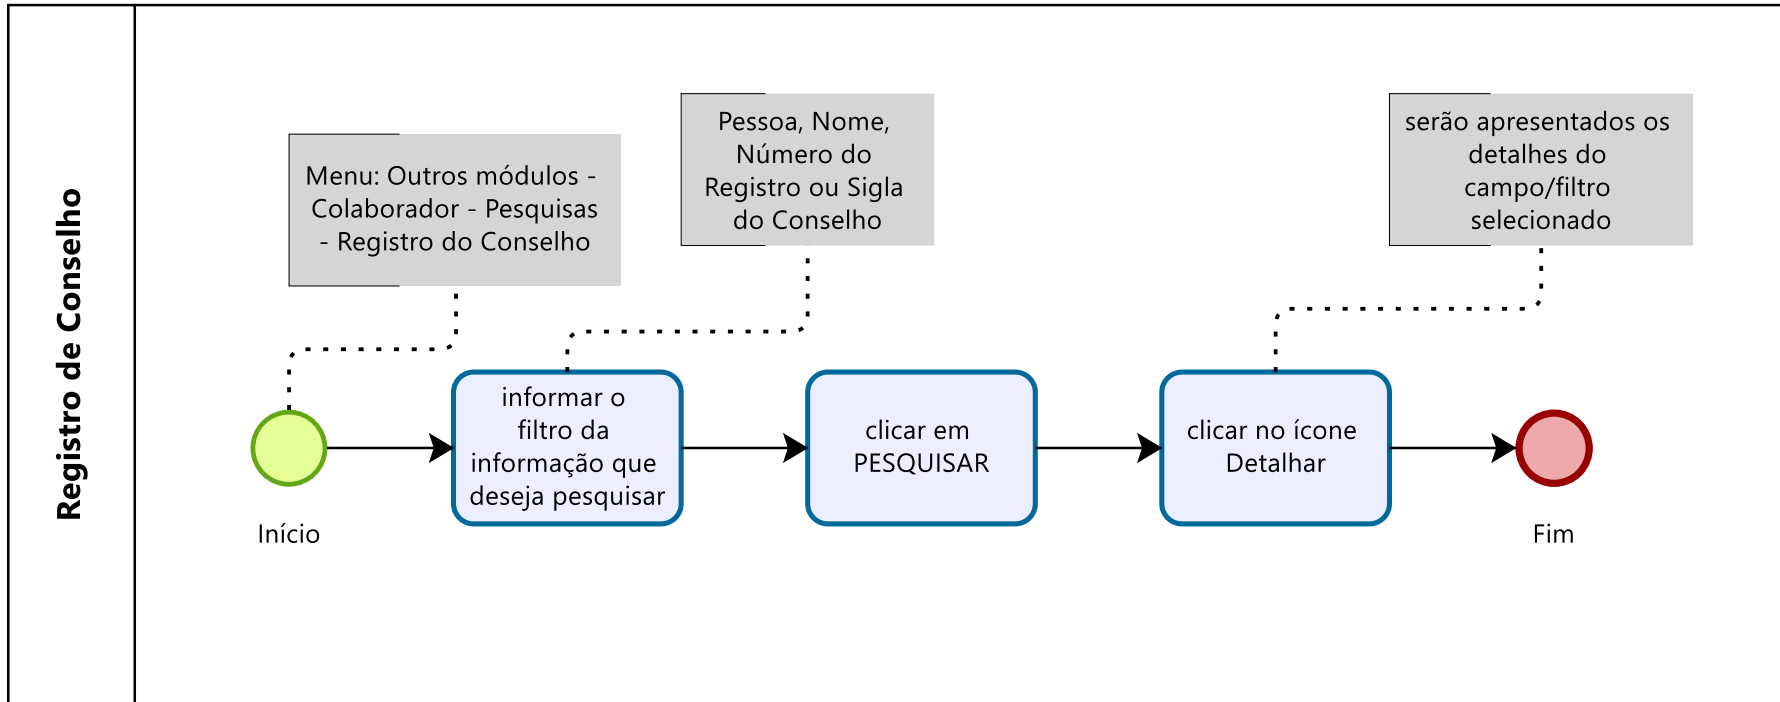 Registro de Conselho
Menu: Outros módulos -
Colaborador - Pesquisas
- Registro do Conselho
Pessoa, Nome,
Número do
Registro ou Sigla
do Conselho
serão apresentados os
detalhes do
campo/filtro
selecionado
Início
informar o
filtro da
informação que
deseja pesquisar
clicar em
PESQUISAR
clicar no ícone
Detalhar
Fim